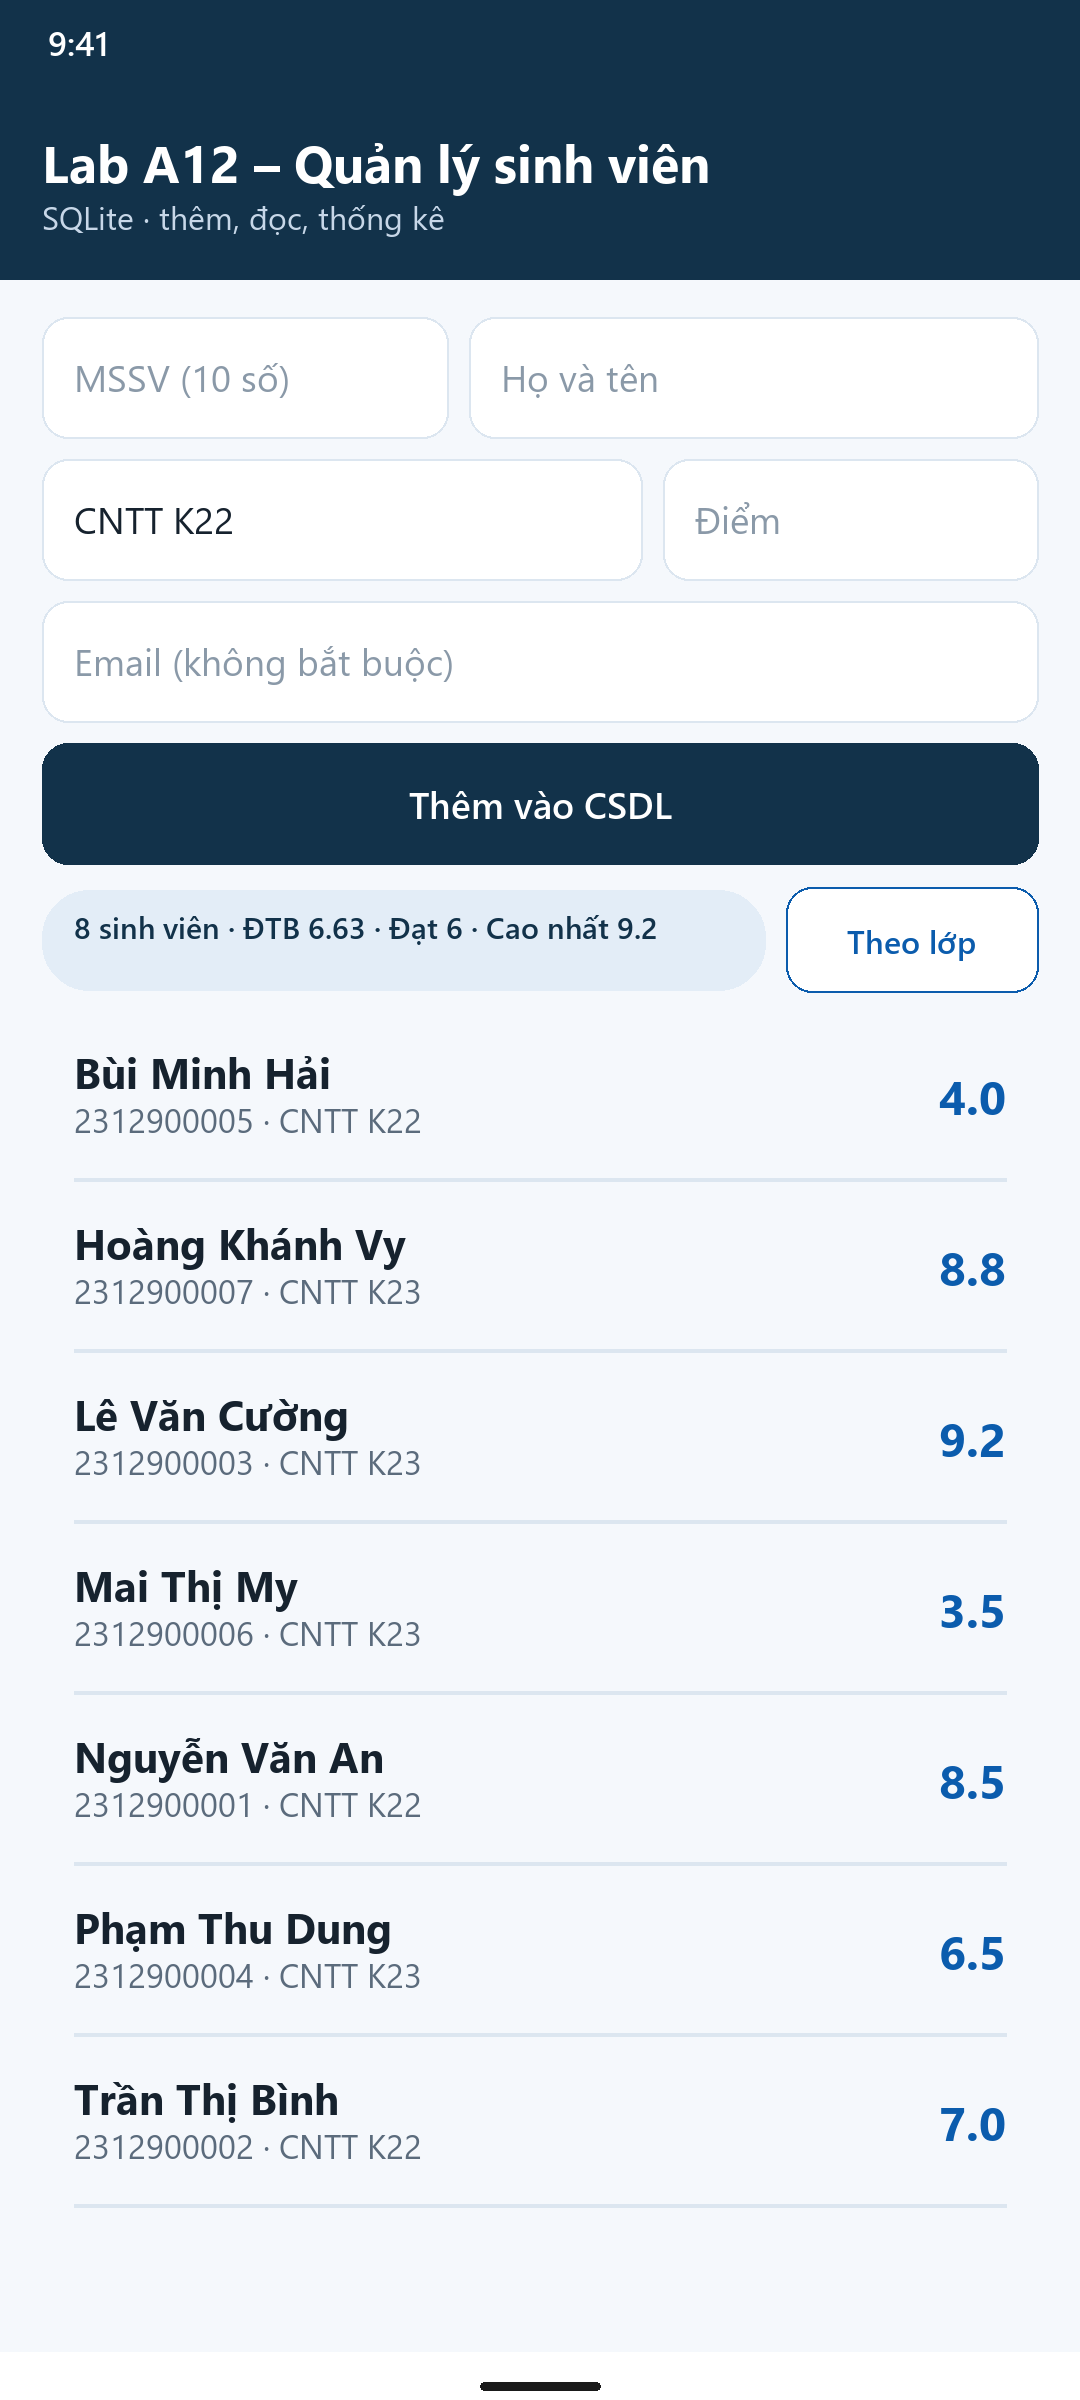 9:41
Lab A12 – Quản lý sinh viên
SQLite · thêm, đọc, thống kê
MSSV (10 số) Họ và tên
CNTT K22 Điểm
Email (không bắt buộc)
Thêm vào CSDL
8 sinh viên · ĐTB 6.63 · Đạt 6 · Cao nhất 9.2 Theo lớp
Bùi Minh Hải
2312900005 · CNTT K22
4.0
Hoàng Khánh Vy
2312900007 · CNTT K23
8.8
Lê Văn Cường
2312900003 · CNTT K23
9.2
Mai Thị My
2312900006 · CNTT K23
3.5
Nguyễn Văn An
2312900001 · CNTT K22
8.5
Phạm Thu Dung
2312900004 · CNTT K23
6.5
Trần Thị Bình
2312900002 · CNTT K22
7.0